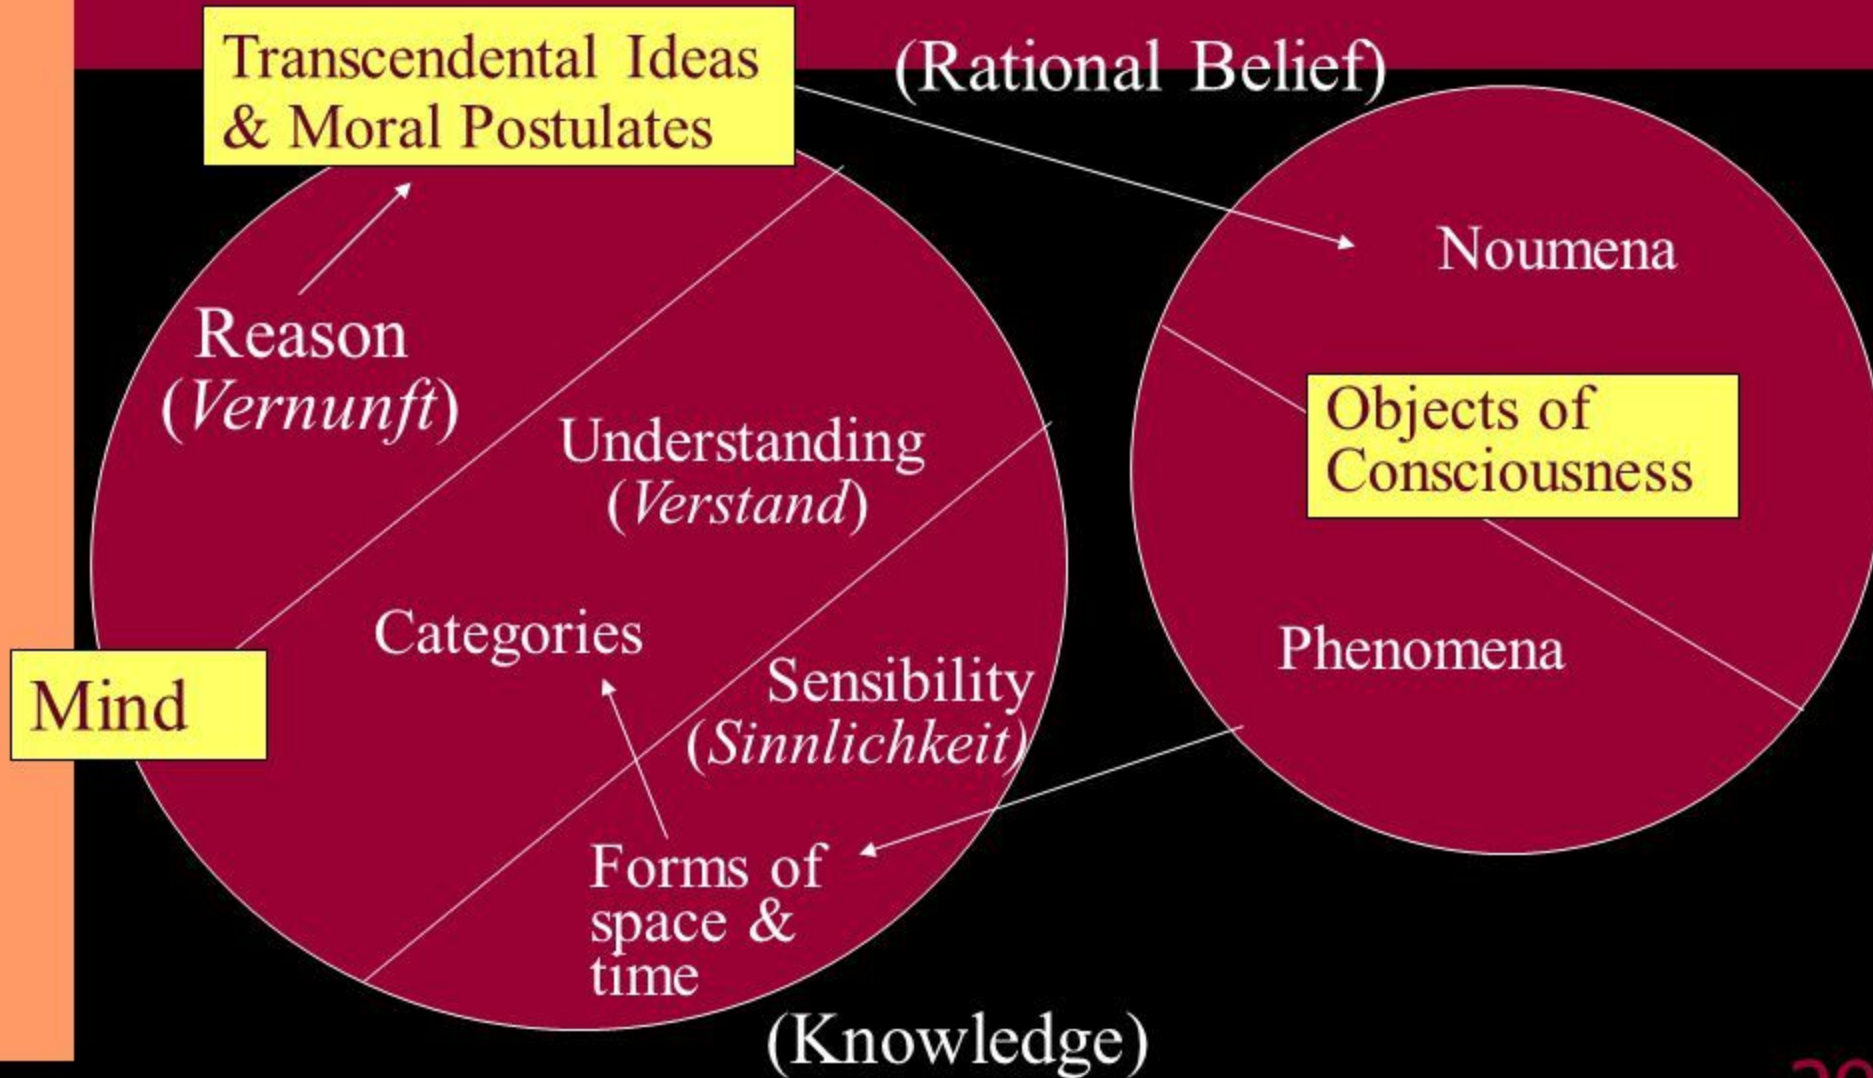 Transcendental Ideas
& Moral Postulates
(Rational Belief)
Noumena
Reason
(Vernunft)
Objects of
Consciousness
Understanding
(Verstand)
Categories
Phenomena
Mind
Sensibility
(Sinnlichkeit)
Forms of
space &
time
(Knowledge)